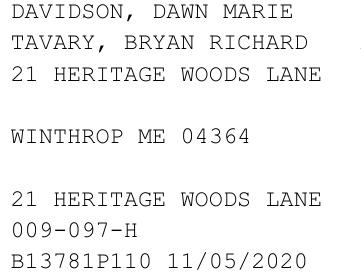 DAVIDSON, DAWN MARIE
TAVARY, BRYAN RICHARD
21 HERITAGE WOODS LANE
WINTHROP ME 04364
21 HERITAGE WOODS LANE
009-097-H
B13781P110 11/05/2020